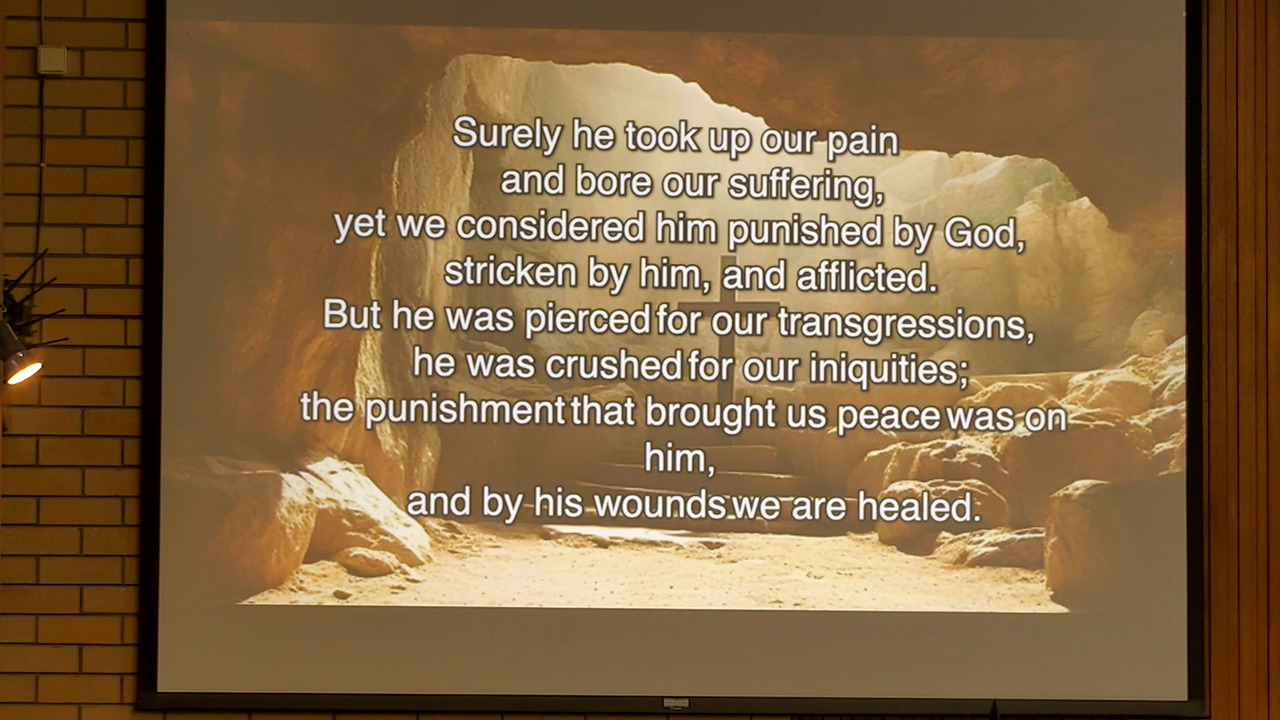 Surely he took up our pain
and bore our suffering,
yet we considered him punished by God,
stricken by him, and afflicted.
But he was pierced for our transgressions,
he was crushed for our iniquities;
the punishment that brought us peace was on
him,
and by his wounds we are healed.